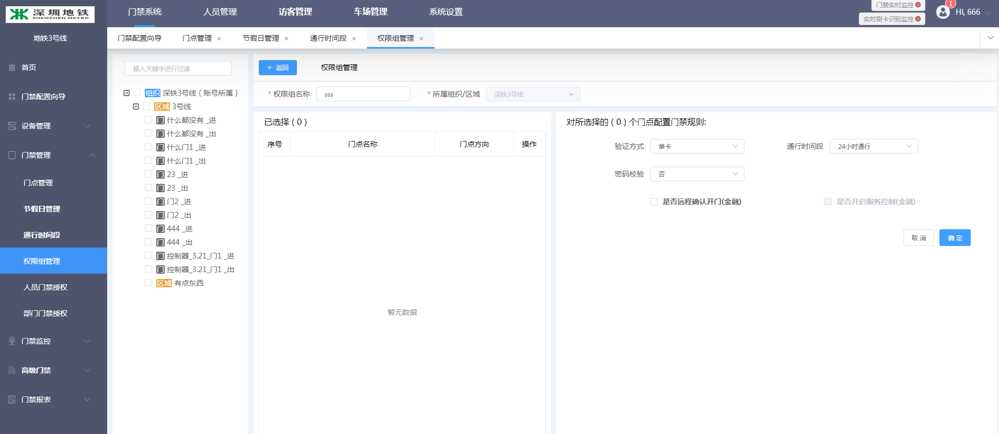 深圳地铁
SHENZHEN METRO
地铁3号线
门禁系统
人员管理
访客管理
车场管理
系统设置
门禁实时监控
实时刷卡识别监控
1
Hi, 666
首页
门禁配置向导
设备管理
门禁管理
门点管理
节假日管理
通行时间段
权限组管理
人员门禁授权
部门门禁授权
门禁监控
高级门禁
门禁报表
门禁配置向导
门点管理 ×
节假日管理 ×
通行时间段 ×
权限组管理 ×
输入关键字进行过滤
组织 深铁3号线 ( 账号所属 )
区域 3号线
门 什么都没有 _进
门 什么都没有 _出
门 什么门1 _进
门 什么门1 _出
门 23 _进
门 23 _出
门 门2 _进
门 门2 _出
门 444 _进
门 444 _出
门 控制器_3.21_门1 _进
门 控制器_3.21_门1 _出
区域 有点东西
← 返回
权限组管理
* 权限组名称 sss
* 所属组织/区域 深铁3号线
已选择 ( 0 )
序号 门点名称 门点方向 操作
暂无数据
对所选择的 ( 0 ) 个门点配置门禁规则:
验证方式 单卡
通行时间段 24小时通行
密码校验 否
是否远程确认开门(金融)
是否开启服务控制(金融)
取 消
确 定